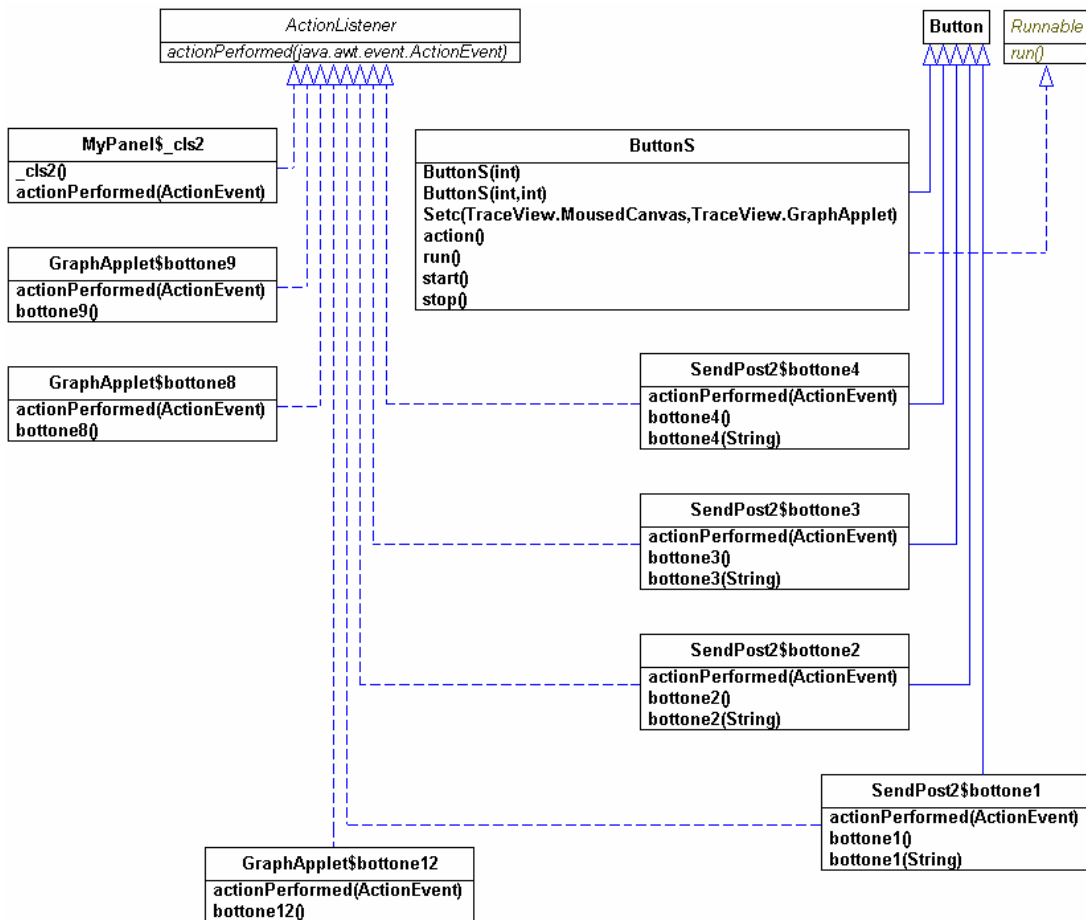 ActionListener
actionPerformed(java.awt.event.ActionEvent)
Button
Runnable
run()
MyPanel$_cls2
_cls2()
actionPerformed(ActionEvent)
ButtonS
ButtonS(int)
ButtonS(int,int)
Setc(TraceView.MousedCanvas,TraceView.GraphApplet)
action()
run()
start()
stop()
GraphApplet$bottone9
actionPerformed(ActionEvent)
bottone9()
GraphApplet$bottone8
actionPerformed(ActionEvent)
bottone8()
SendPost2$bottone4
actionPerformed(ActionEvent)
bottone4()
bottone4(String)
SendPost2$bottone3
actionPerformed(ActionEvent)
bottone3()
bottone3(String)
SendPost2$bottone2
actionPerformed(ActionEvent)
bottone2()
bottone2(String)
SendPost2$bottone1
actionPerformed(ActionEvent)
bottone1()
bottone1(String)
GraphApplet$bottone12
actionPerformed(ActionEvent)
bottone12()